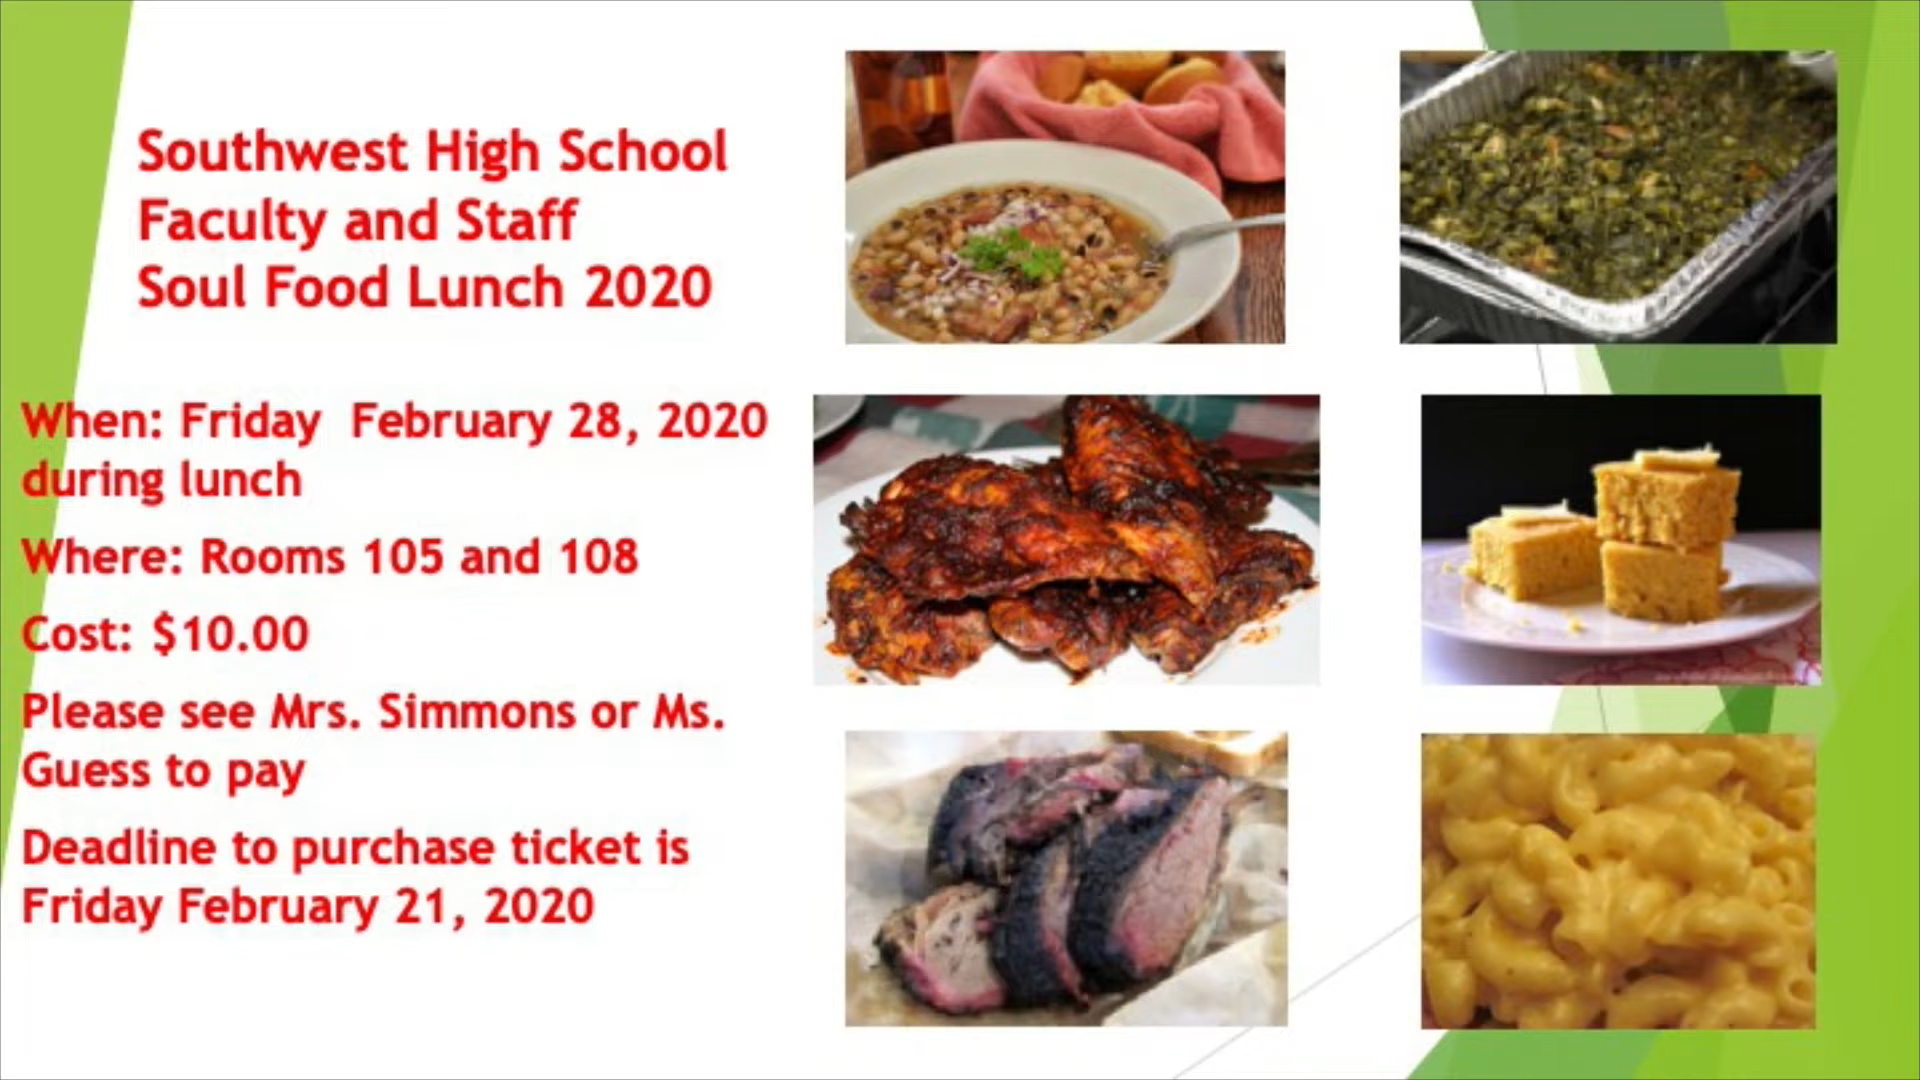 Southwest High School
Faculty and Staff
Soul Food Lunch 2020
When: Friday  February 28, 2020
during lunch
Where: Rooms 105 and 108
Cost: $10.00
Please see Mrs. Simmons or Ms.
Guess to pay
Deadline to purchase ticket is
Friday February 21, 2020